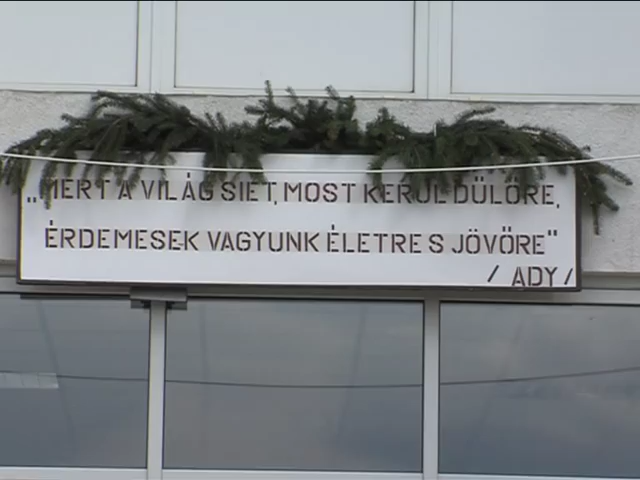 „MERT A VILÁG SIET, MOST KERÜL DŰLŐRE,
ÉRDEMESEK VAGYUNK ÉLETRE S JÖVŐRE"
/ ADY /